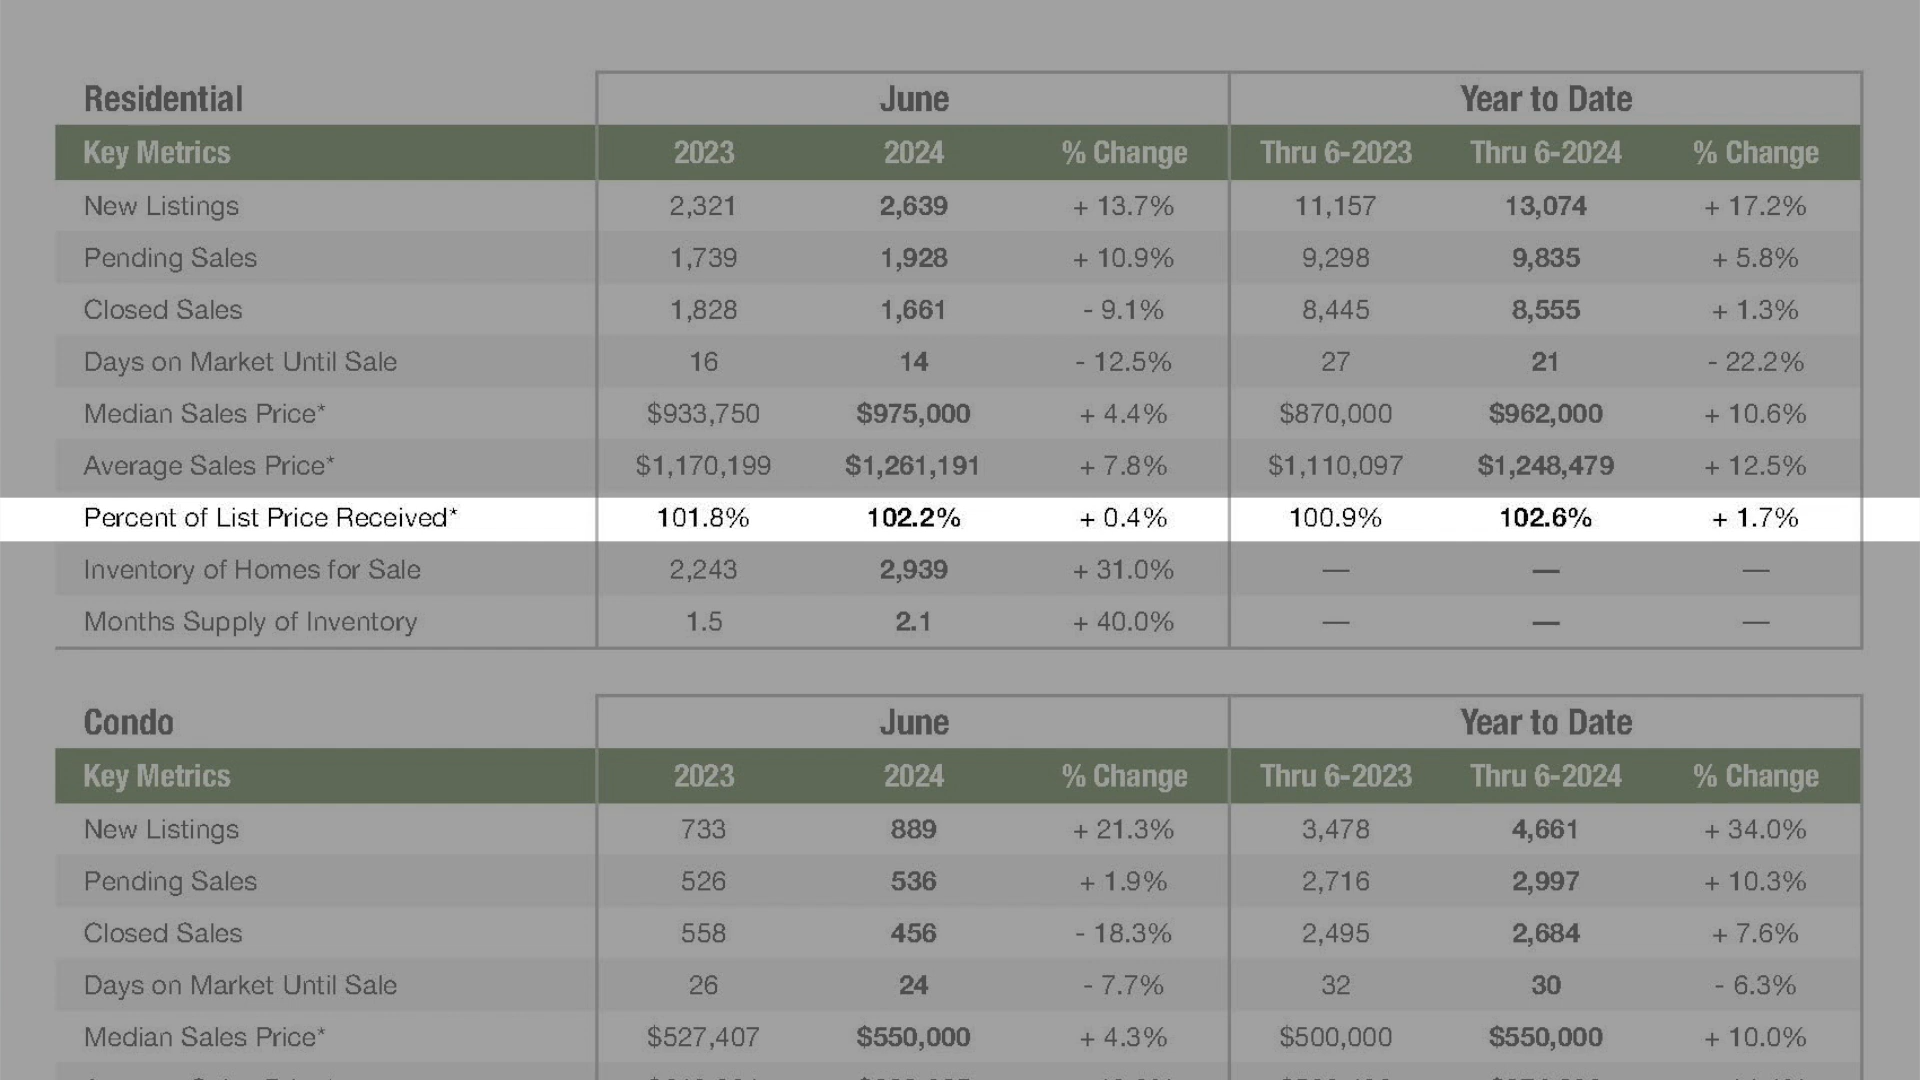 Residential June Year to Date
Key Metrics 2023 2024 % Change Thru 6-2023 Thru 6-2024 % Change
New Listings 2,321 2,639 + 13.7% 11,157 13,074 + 17.2%
Pending Sales 1,739 1,928 + 10.9% 9,298 9,835 + 5.8%
Closed Sales 1,828 1,661 - 9.1% 8,445 8,555 + 1.3%
Days on Market Until Sale 16 14 - 12.5% 27 21 - 22.2%
Median Sales Price* $933,750 $975,000 + 4.4% $870,000 $962,000 + 10.6%
Average Sales Price* $1,170,199 $1,261,191 + 7.8% $1,110,097 $1,248,479 + 12.5%
Percent of List Price Received* 101.8% 102.2% + 0.4% 100.9% 102.6% + 1.7%
Inventory of Homes for Sale 2,243 2,939 + 31.0% — — —
Months Supply of Inventory 1.5 2.1 + 40.0% — — —
Condo June Year to Date
Key Metrics 2023 2024 % Change Thru 6-2023 Thru 6-2024 % Change
New Listings 733 889 + 21.3% 3,478 4,661 + 34.0%
Pending Sales 526 536 + 1.9% 2,716 2,997 + 10.3%
Closed Sales 558 456 - 18.3% 2,495 2,684 + 7.6%
Days on Market Until Sale 26 24 - 7.7% 32 30 - 6.3%
Median Sales Price* $527,407 $550,000 + 4.3% $500,000 $550,000 + 10.0%